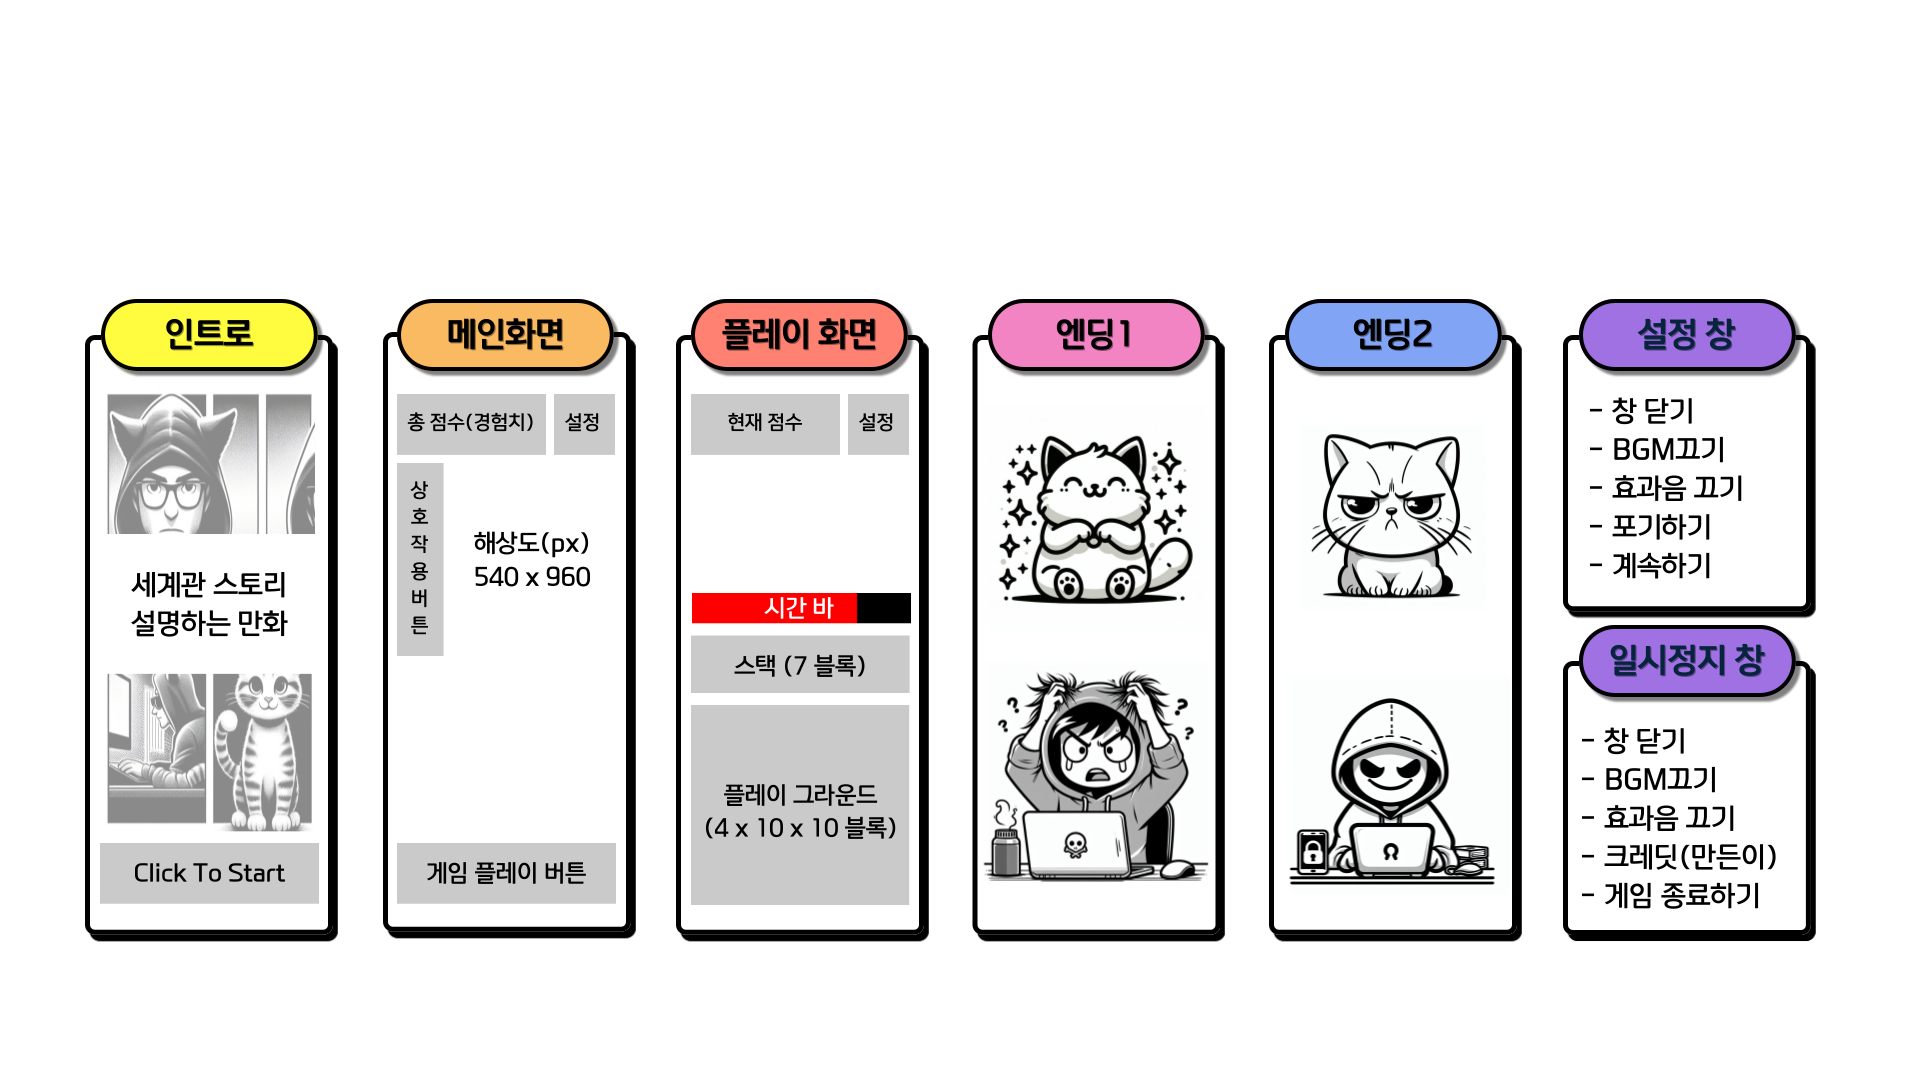 인트로
세계관 스토리
설명하는 만화
Click To Start
메인화면
총 점수(경험치)
설정
상
호
작
용
버
튼
해상도(px)
540 x 960
게임 플레이 버튼
플레이 화면
현재 점수
설정
시간 바
스택 (7 블록)
플레이 그라운드
(4 x 10 x 10 블록)
엔딩1
? ?
? ?
엔딩2
설정 창
- 창 닫기
- BGM끄기
- 효과음 끄기
- 포기하기
- 계속하기
일시정지 창
- 창 닫기
- BGM끄기
- 효과음 끄기
- 크레딧(만든이)
- 게임 종료하기